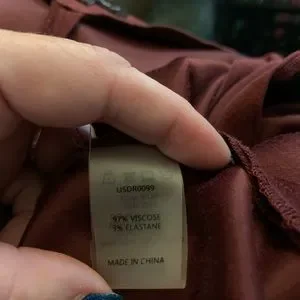 USDR0099
97% VISCOSE
3% ELASTANE
MADE IN CHINA